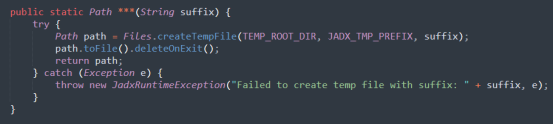 public static Path ***(String suffix) {
    try {
        Path path = Files.createTempFile(TEMP_ROOT_DIR, JADX_TMP_PREFIX, suffix);
        path.toFile().deleteOnExit();
        return path;
    } catch (Exception e) {
        throw new JadxRuntimeException("Failed to create temp file with suffix: " + suffix, e);
    }
}